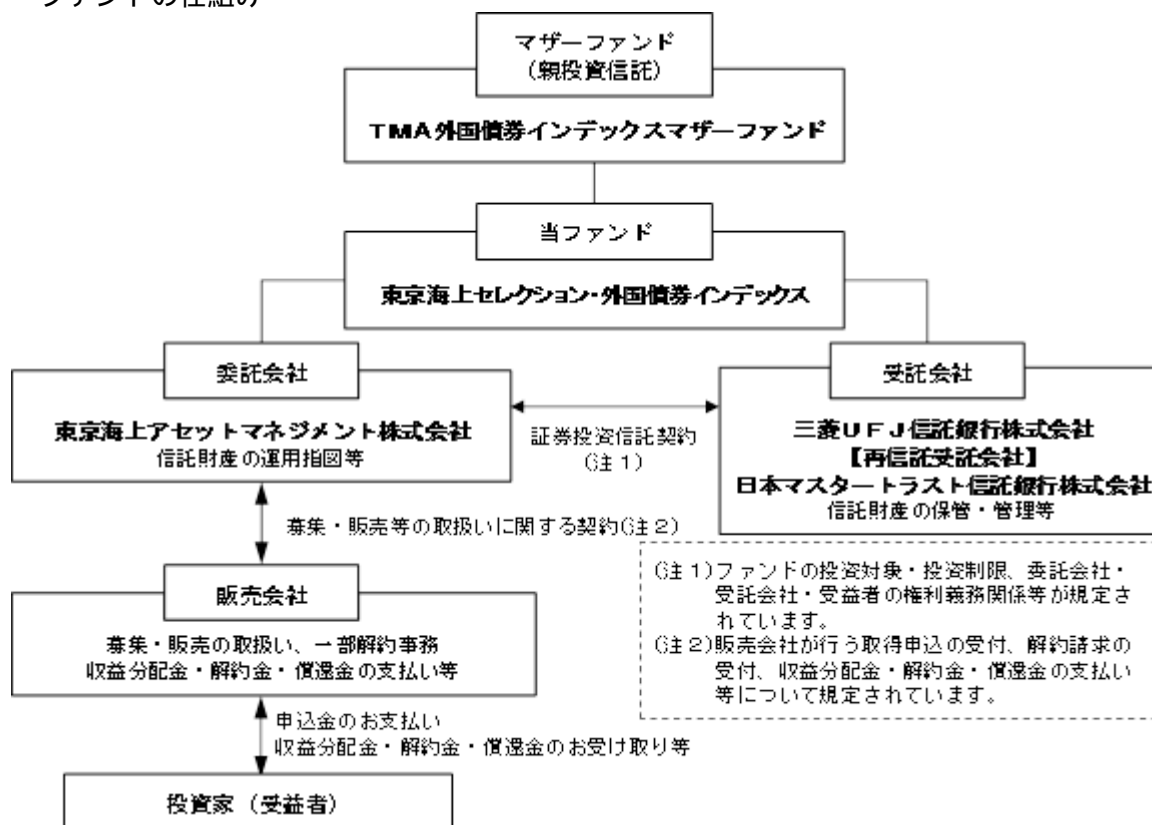 ファンドの仕組み
マザーファンド
(親投資信託)
TMA外国債券インデックスマザーファンド
当ファンド
東京海上セレクション・外国債券インデックス
委託会社
東京海上アセットマネジメント株式会社
信託財産の運用指図等
証券投資信託契約
(注1)
受託会社
三菱UFJ信託銀行株式会社
【再信託受託会社】
日本マスタートラスト信託銀行株式会社
信託財産の保管・管理等
募集・販売等の取扱いに関する契約(注2)
販売会社
募集・販売の取扱い、一部解約事務
収益分配金・解約金・償還金の支払い等
(注1)ファンドの投資対象・投資制限、委託会社・
受託会社・受益者の権利義務関係等が規定さ
れています。
(注2)販売会社が行う取得申込の受付、解約請求の
受付、収益分配金・解約金・償還金の支払い
等について規定されています。
申込金のお支払い
収益分配金・解約金・償還金のお受け取り等
投資家(受益者)